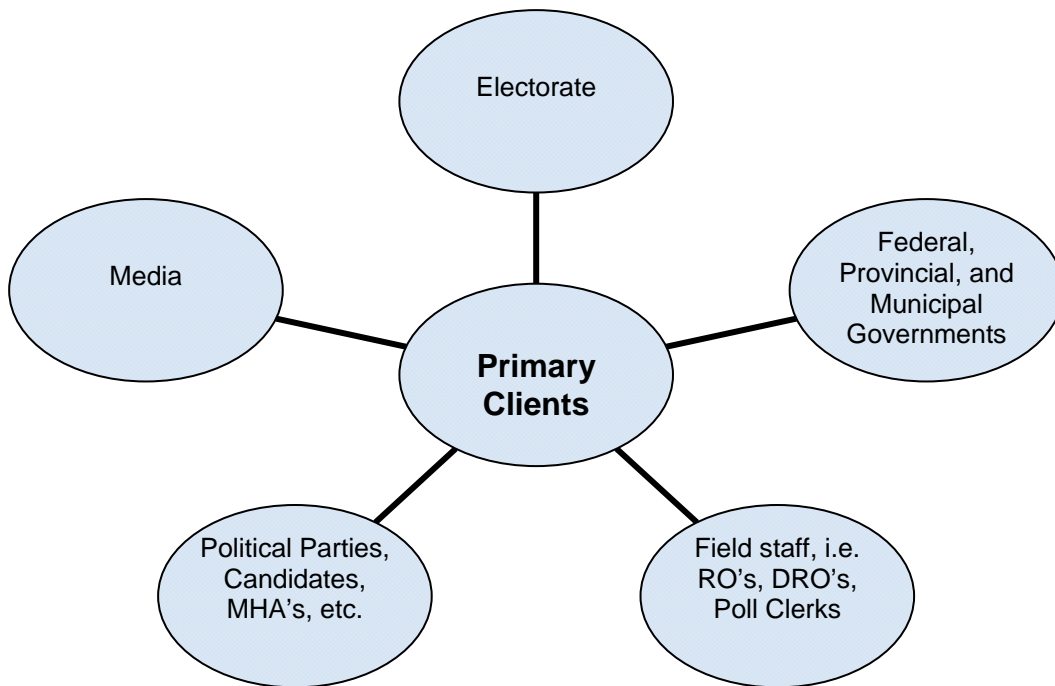 Electorate
Media
Federal,
Provincial, and
Municipal
Governments
Primary
Clients
Political Parties,
Candidates,
MHA's, etc.
Field staff, i.e.
RO's, DRO's,
Poll Clerks